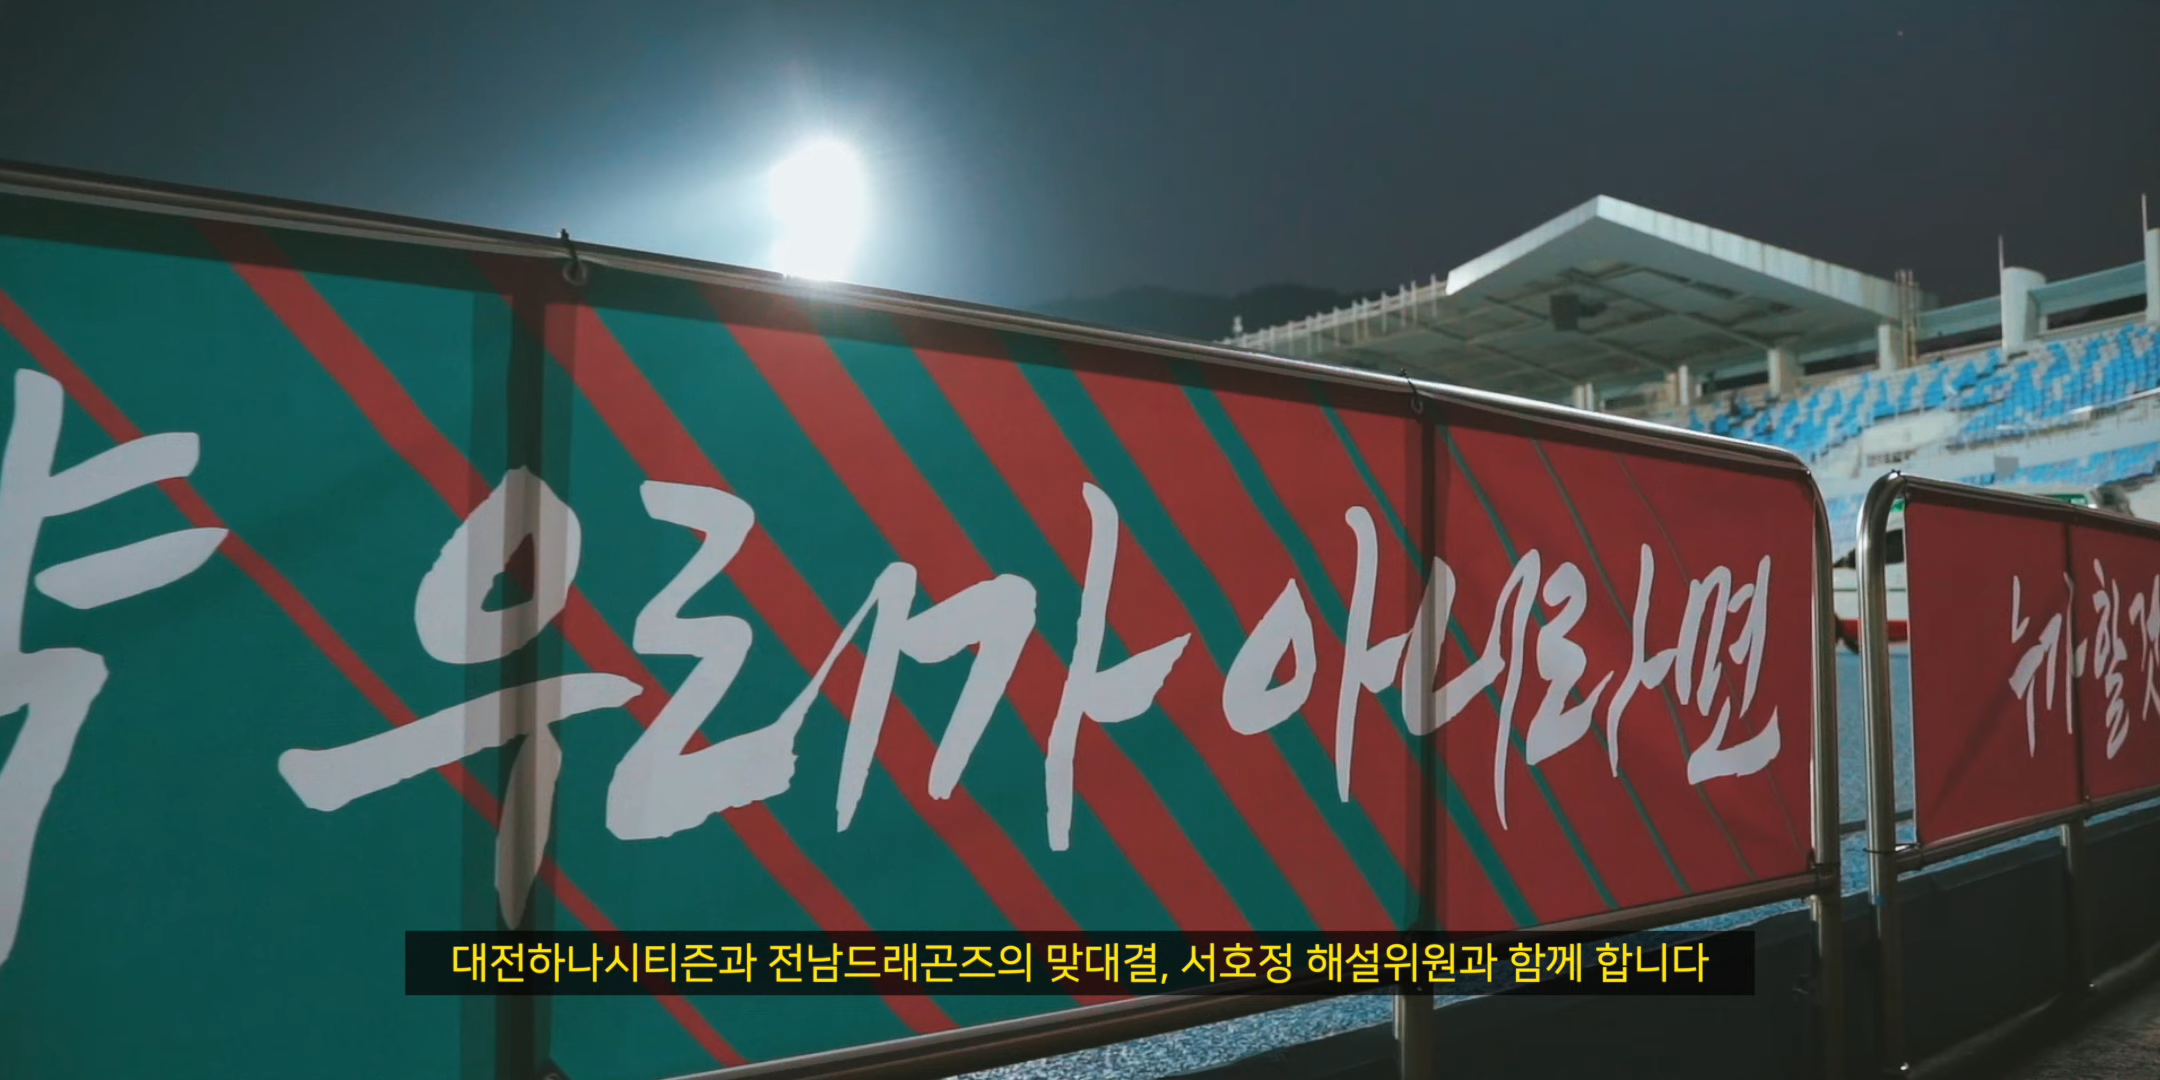 우리가 아니라면
누가 할 것
대전하나시티즌과 전남드래곤즈의 맞대결, 서호정 해설위원과 함께 합니다